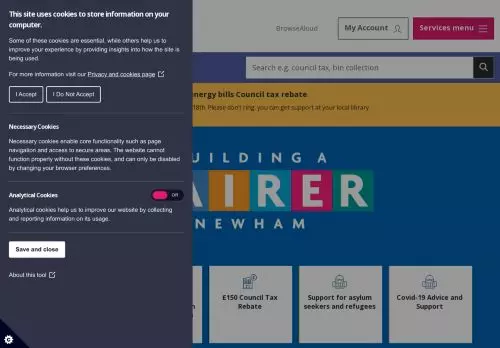 This site uses cookies to store information on your
computer.
Some of these cookies are essential, while others help us to
improve your experience by providing insights into how the site is
being used.
For more information visit our Privacy and cookies page
I Accept
I Do Not Accept
Necessary Cookies
Necessary cookies enable core functionality such as page
navigation and access to secure areas. The website cannot
function properly without these cookies, and can only be disabled
by changing your browser preferences.
Analytical Cookies
Off
Analytical cookies help us to improve our website by collecting
and reporting information on its usage.
Save and close
About this tool
BrowseAloud
My Account
Services menu
Search e.g. council tax, bin collection
energy bills Council tax rebate
18th. Please don't ring, you can get support at your local library
UILDING A
AIRER
NEWHAM
£150 Council Tax
Rebate
Support for asylum
seekers and refugees
Covid-19 Advice and
Support